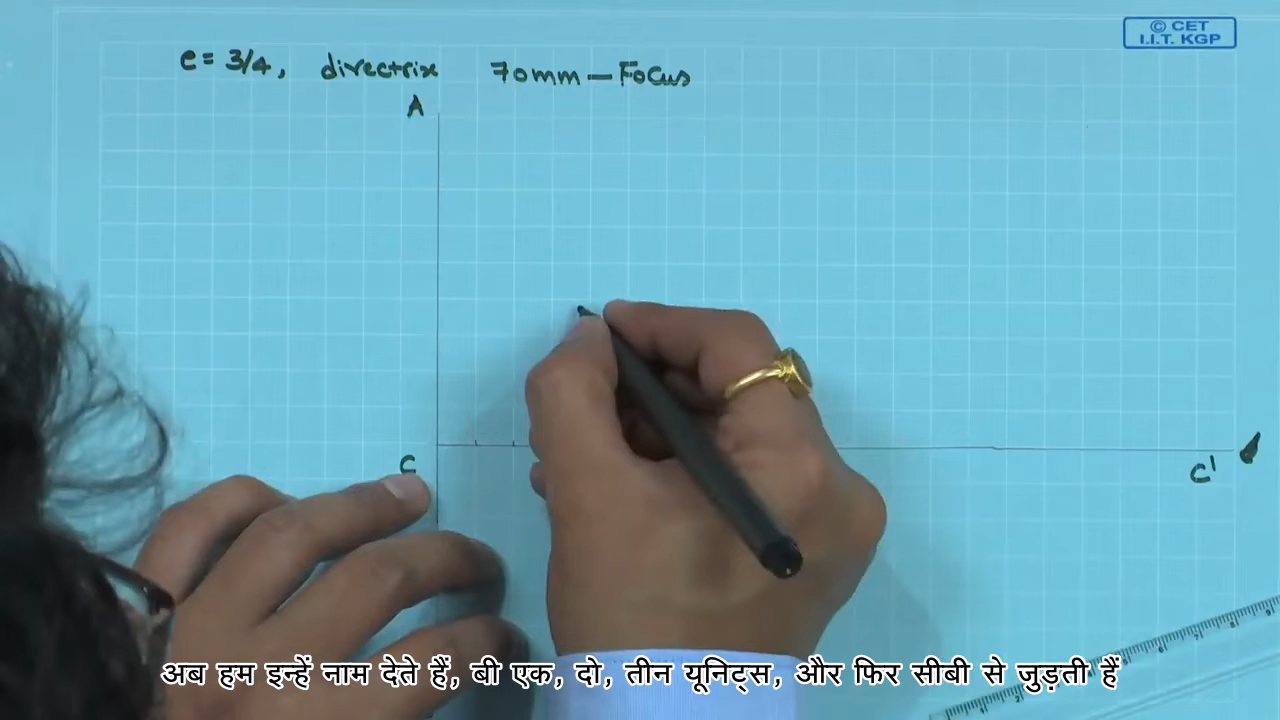 © CET
I.I.T. KGP
e = 3/4, directrix 70mm — Focus
A
C
C'
अब हम इन्हें नाम देते हैं, बी एक, दो, तीन यूनिट्स, और फिर सीबी से जुड़ती हैं